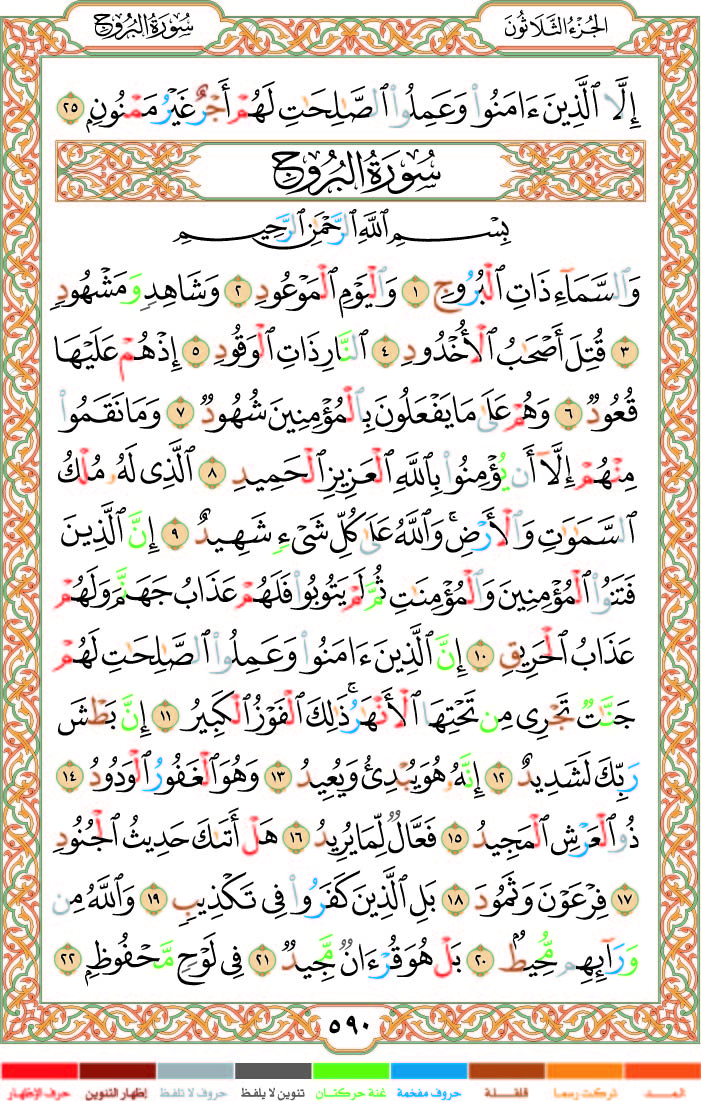 الجُزْءُ الثَّلَاثُونَ
سُورَةُ البُرُوجِ
إِلَّا ٱلَّذِينَ ءَامَنُوا۟ وَعَمِلُوا۟ ٱلصَّٰلِحَٰتِ لَهُمْ أَجْرٌ غَيْرُ مَمْنُونٍۭ ٢٥
سُورَةُ البُرُوجِ
بِسْمِ ٱللَّهِ ٱلرَّحْمَٰنِ ٱلرَّحِيمِ
وَٱلسَّمَآءِ ذَاتِ ٱلْبُرُوجِ ١ وَٱلْيَوْمِ ٱلْمَوْعُودِ ٢ وَشَاهِدٍ وَمَشْهُودٍ
٣ قُتِلَ أَصْحَٰبُ ٱلْأُخْدُودِ ٤ ٱلنَّارِ ذَاتِ ٱلْوَقُودِ ٥ إِذْ هُمْ عَلَيْهَا
قُعُودٌ ٦ وَهُمْ عَلَىٰ مَا يَفْعَلُونَ بِٱلْمُؤْمِنِينَ شُهُودٌ ٧ وَمَا نَقَمُوا۟
مِنْهُمْ إِلَّآ أَن يُؤْمِنُوا۟ بِٱللَّهِ ٱلْعَزِيزِ ٱلْحَمِيدِ ٨ ٱلَّذِى لَهُۥ مُلْكُ
ٱلسَّمَٰوَٰتِ وَٱلْأَرْضِ ۚ وَٱللَّهُ عَلَىٰ كُلِّ شَىْءٍ شَهِيدٌ ٩ إِنَّ ٱلَّذِينَ
فَتَنُوا۟ ٱلْمُؤْمِنِينَ وَٱلْمُؤْمِنَٰتِ ثُمَّ لَمْ يَتُوبُوا۟ فَلَهُمْ عَذَابُ جَهَنَّمَ وَلَهُمْ
عَذَابُ ٱلْحَرِيقِ ١٠ إِنَّ ٱلَّذِينَ ءَامَنُوا۟ وَعَمِلُوا۟ ٱلصَّٰلِحَٰتِ لَهُمْ
جَنَّٰتٌ تَجْرِى مِن تَحْتِهَا ٱلْأَنْهَٰرُ ۚ ذَٰلِكَ ٱلْفَوْزُ ٱلْكَبِيرُ ١١ إِنَّ بَطْشَ
رَبِّكَ لَشَدِيدٌ ١٢ إِنَّهُۥ هُوَ يُبْدِئُ وَيُعِيدُ ١٣ وَهُوَ ٱلْغَفُورُ ٱلْوَدُودُ ١٤
ذُو ٱلْعَرْشِ ٱلْمَجِيدُ ١٥ فَعَّالٌ لِّمَا يُرِيدُ ١٦ هَلْ أَتَىٰكَ حَدِيثُ ٱلْجُنُودِ
١٧ فِرْعَوْنَ وَثَمُودَ ١٨ بَلِ ٱلَّذِينَ كَفَرُوا۟ فِى تَكْذِيبٍ ١٩ وَٱللَّهُ مِن
وَرَآئِهِم مُّحِيطٌۢ ٢٠ بَلْ هُوَ قُرْءَانٌ مَّجِيدٌ ٢١ فِى لَوْحٍ مَّحْفُوظٍۭ ٢٢
٥٩٠
المـــد
تركت رسما
قلقـــلة
حروف مفخمة
غنة حركتـان
تنوين لا يلفـظ
حروف لا تلفظ
إظهار التنوين
حرف الإظهار